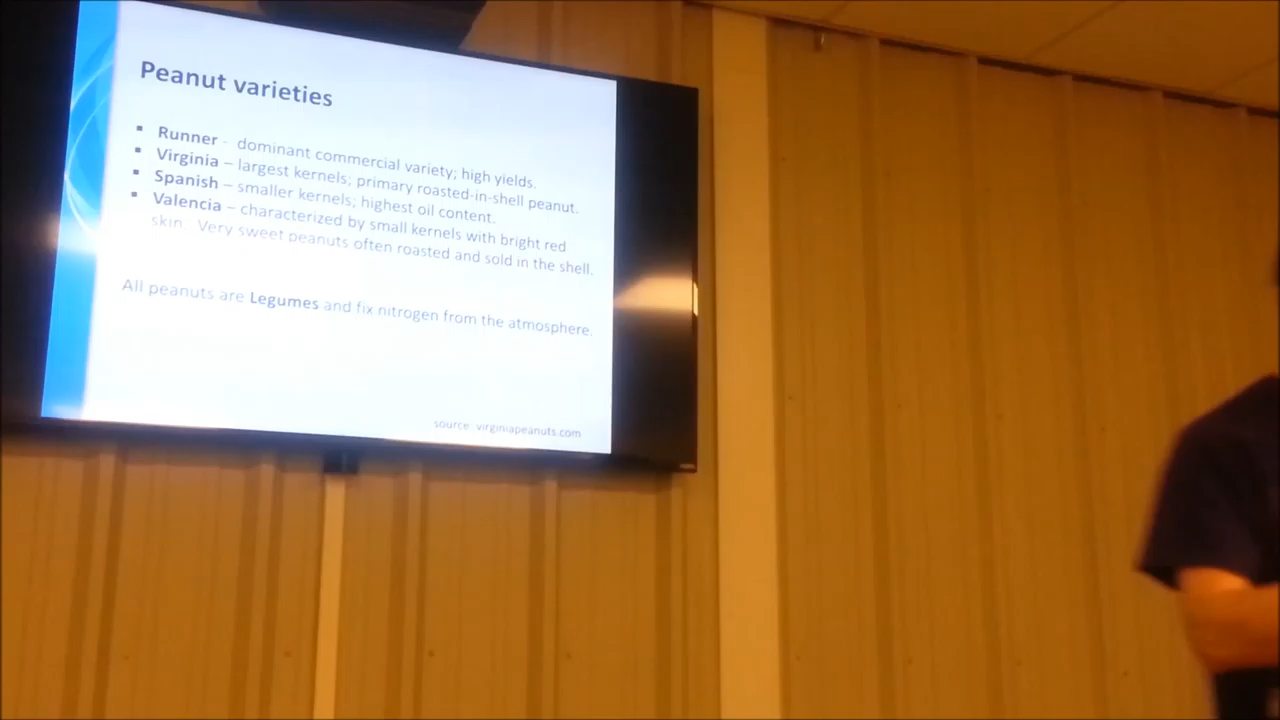 Peanut varieties
▪ Runner - dominant commercial variety; high yields.
▪ Virginia – largest kernels; primary roasted-in-shell peanut.
▪ Spanish – smaller kernels; highest oil content.
▪ Valencia – characterized by small kernels with bright red
skin. Very sweet peanuts often roasted and sold in the shell.
All peanuts are Legumes and fix nitrogen from the atmosphere.
source: virginiapeanuts.com